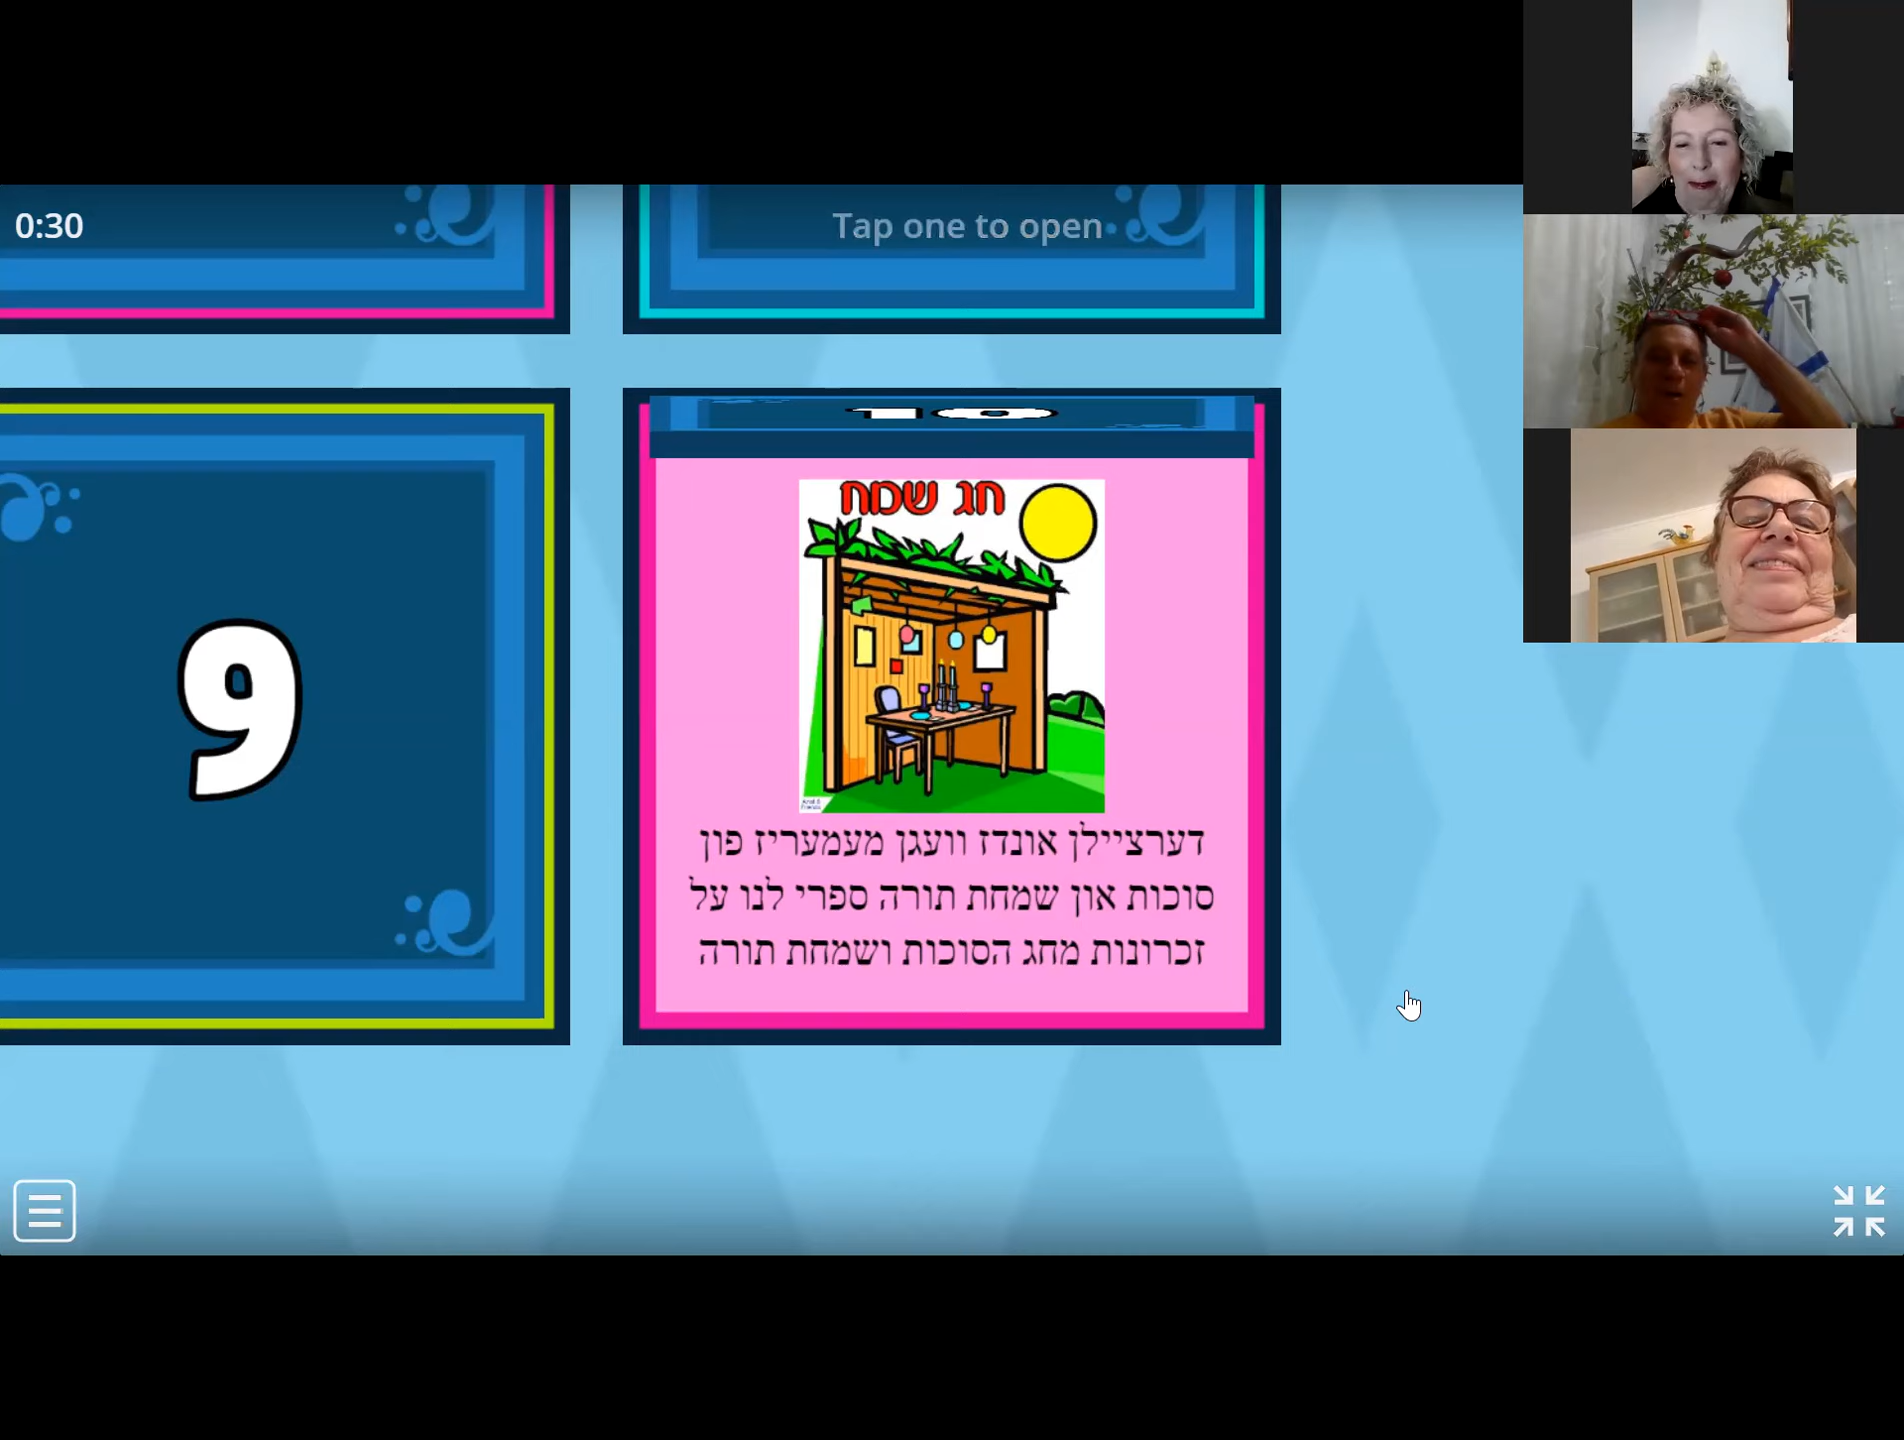 0:30
Tap one to open
9
10
חג שמח
דערציילן אונדז וועגן מעמעריז פון
סוכות און שמחת תורה ספרי לנו על
זכרונות מחג הסוכות ושמחת תורה